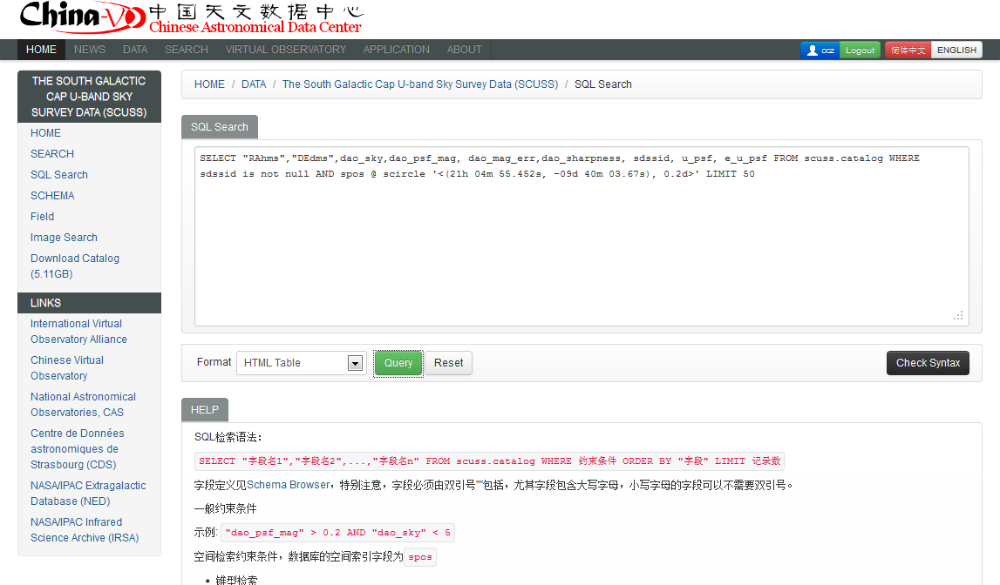 China-VO 中国天文数据中心
Chinese Astronomical Data Center
HOME NEWS DATA SEARCH VIRTUAL OBSERVATORY APPLICATION ABOUT ccz Logout 简体中文 ENGLISH
THE SOUTH GALACTIC
CAP U-BAND SKY
SURVEY DATA (SCUSS)
HOME
SEARCH
SQL Search
SCHEMA
Field
Image Search
Download Catalog
(5.11GB)
LINKS
International Virtual
Observatory Alliance
Chinese Virtual
Observatory
National Astronomical
Observatories, CAS
Centre de Données
astronomiques de
Strasbourg (CDS)
NASA/IPAC Extragalactic
Database (NED)
NASA/IPAC Infrared
Science Archive (IRSA)
HOME / DATA / The South Galactic Cap U-band Sky Survey Data (SCUSS) / SQL Search
SQL Search
SELECT "RAhms","DEdms",dao_sky,dao_psf_mag, dao_mag_err,dao_sharpness, sdssid, u_psf, e_u_psf FROM scuss.catalog WHERE
sdssid is not null AND spos @ scircle '<(21h 04m 55.452s, -09d 40m 03.67s), 0.2d>' LIMIT 50
Format HTML Table Query Reset Check Syntax
HELP
SQL检索语法：
SELECT "字段名1","字段名2",...,"字段名n" FROM scuss.catalog WHERE 约束条件 ORDER BY "字段" LIMIT 记录数
字段定义见Schema Browser，特别注意，字段必须由双引号""包括，尤其字段包含大写字母，小写字母的字段可以不需要双引号。
一般约束条件
示例: "dao_psf_mag" > 0.2 AND "dao_sky" < 5
空间检索约束条件，数据库的空间索引字段为 spos
• 锥型检索